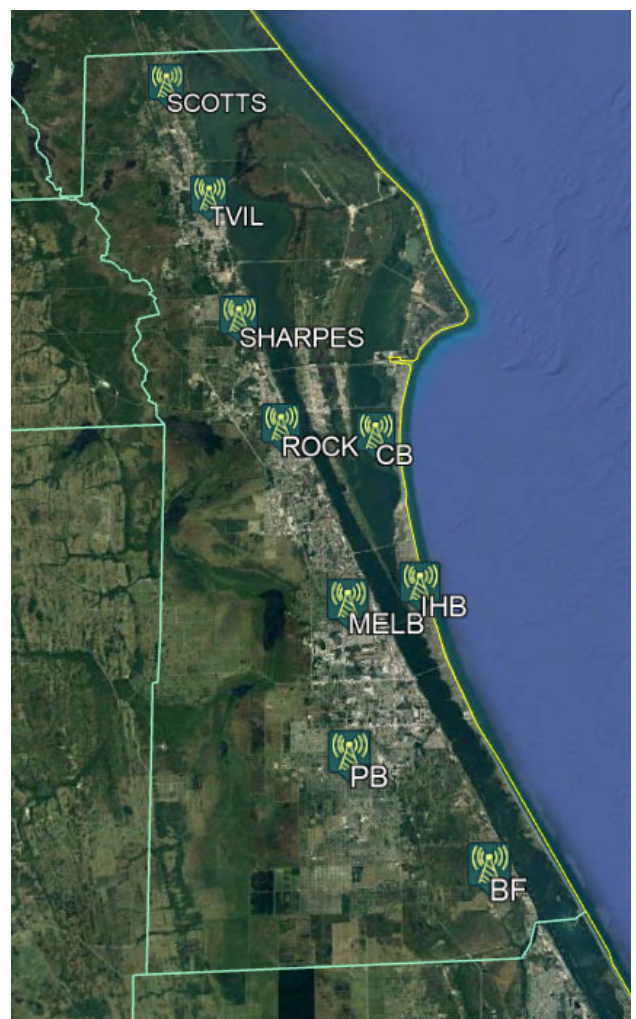 SCOTTS
TVIL
SHARPES
ROCK
CB
IHB
MELB
PB
BF